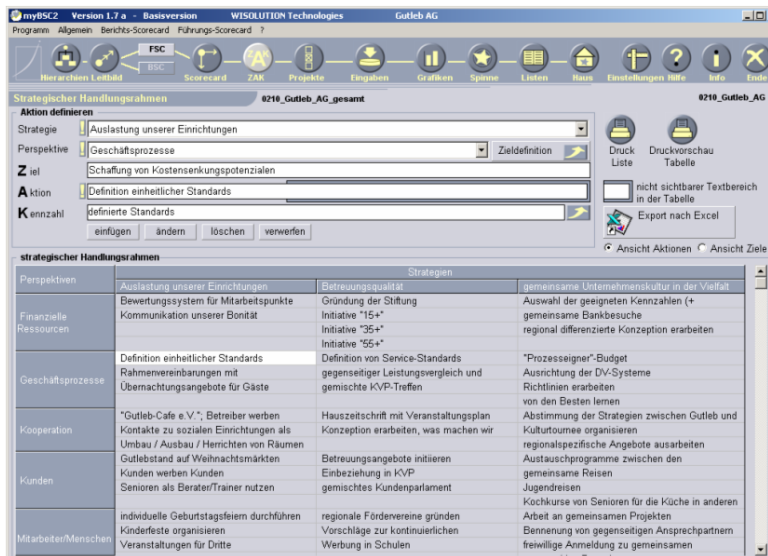 myBSC2 Version 1.7 a - Basisversion WISOLUTION Technologies Gutleb AG
Programm Allgemein Berichts-Scorecard Führungs-Scorecard ?
FSC
BSC
Hierarchien Leitbild Scorecard ZAK Projekte Eingaben Grafiken Spinne Listen Haus Einstellungen Hilfe Info Ende
Strategischer Handlungsrahmen 0210_Gutleb_AG_gesamt 0210_Gutleb_AG
Aktion definieren
Strategie Auslastung unserer Einrichtungen
Perspektive Geschäftsprozesse Zieldefinition
Ziel Schaffung von Kostensenkungspotenzialen
Aktion Definition einheitlicher Standards
Kennzahl definierte Standards
einfügen ändern löschen verwerfen
Druck Liste
Druckvorschau Tabelle
nicht sichtbarer Textbereich
in der Tabelle
Export nach Excel
Ansicht Aktionen Ansicht Ziele
strategischer Handlungsrahmen
Perspektiven Strategien
Auslastung unserer Einrichtungen Betreuungsqualität gemeinsame Unternehmenskultur in der Vielfalt
Finanzielle Ressourcen
Bewertungssystem für Mitarbeitspunkte Gründung der Stiftung Auswahl der geeigneten Kennzahlen (+
Kommunikation unserer Bonität Initiative "15+" gemeinsame Bankbesuche
Initiative "35+" regional differenzierte Konzeption erarbeiten
Initiative "55+"
Geschäftsprozesse
Definition einheitlicher Standards Definition von Service-Standards "Prozesseigner"-Budget
Rahmenvereinbarungen mit gegenseitiger Leistungsvergleich und Ausrichtung der DV-Systeme
Übernachtungsangebote für Gäste gemischte KVP-Treffen Richtlinien erarbeiten
von den Besten lernen
Kooperation
"Gutleb-Cafe e.V."; Betreiber werben Hauszeitschrift mit Veranstaltungsplan Abstimmung der Strategien zwischen Gutleb und
Kontakte zu sozialen Einrichtungen als Konzeption erarbeiten, was machen wir Kulturtournee organisieren
Umbau / Ausbau / Herrichten von Räumen regionalspezifische Angebote ausarbeiten
Kunden
Gutlebstand auf Weihnachtsmärkten Betreuungsangebote initiieren Austauschprogramme zwischen den
Kunden werben Kunden Einbeziehung in KVP gemeinsame Reisen
Senioren als Berater/Trainer nutzen gemischtes Kundenparlament Jugendreisen
Kochkurse von Senioren für die Küche in anderen
Mitarbeiter/Menschen
individuelle Geburtstagsfeiern durchführen regionale Fördervereine gründen Arbeit an gemeinsamen Projekten
Kinderfeste organisieren Vorschläge zur kontinuierlichen Bennenung von gegenseitigen Ansprechpartnern
Veranstaltungen für Dritte Werbung in Schulen freiwillige Anmeldung zu gemeinsamen